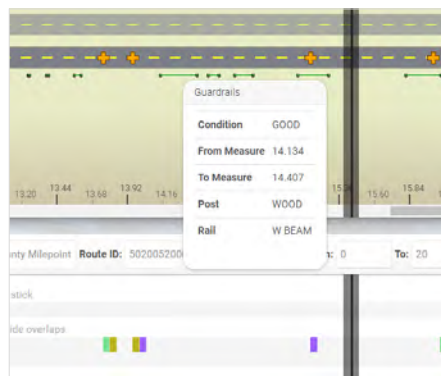 Guardrails
Condition GOOD
From Measure 14.134
To Measure 14.407
Post WOOD
Rail W BEAM
13.20 13.44 13.68 13.92 14.16 15.60 15.84
nty Milepoint Route ID: 5020032000 0 To: 20
stick
ide overlaps